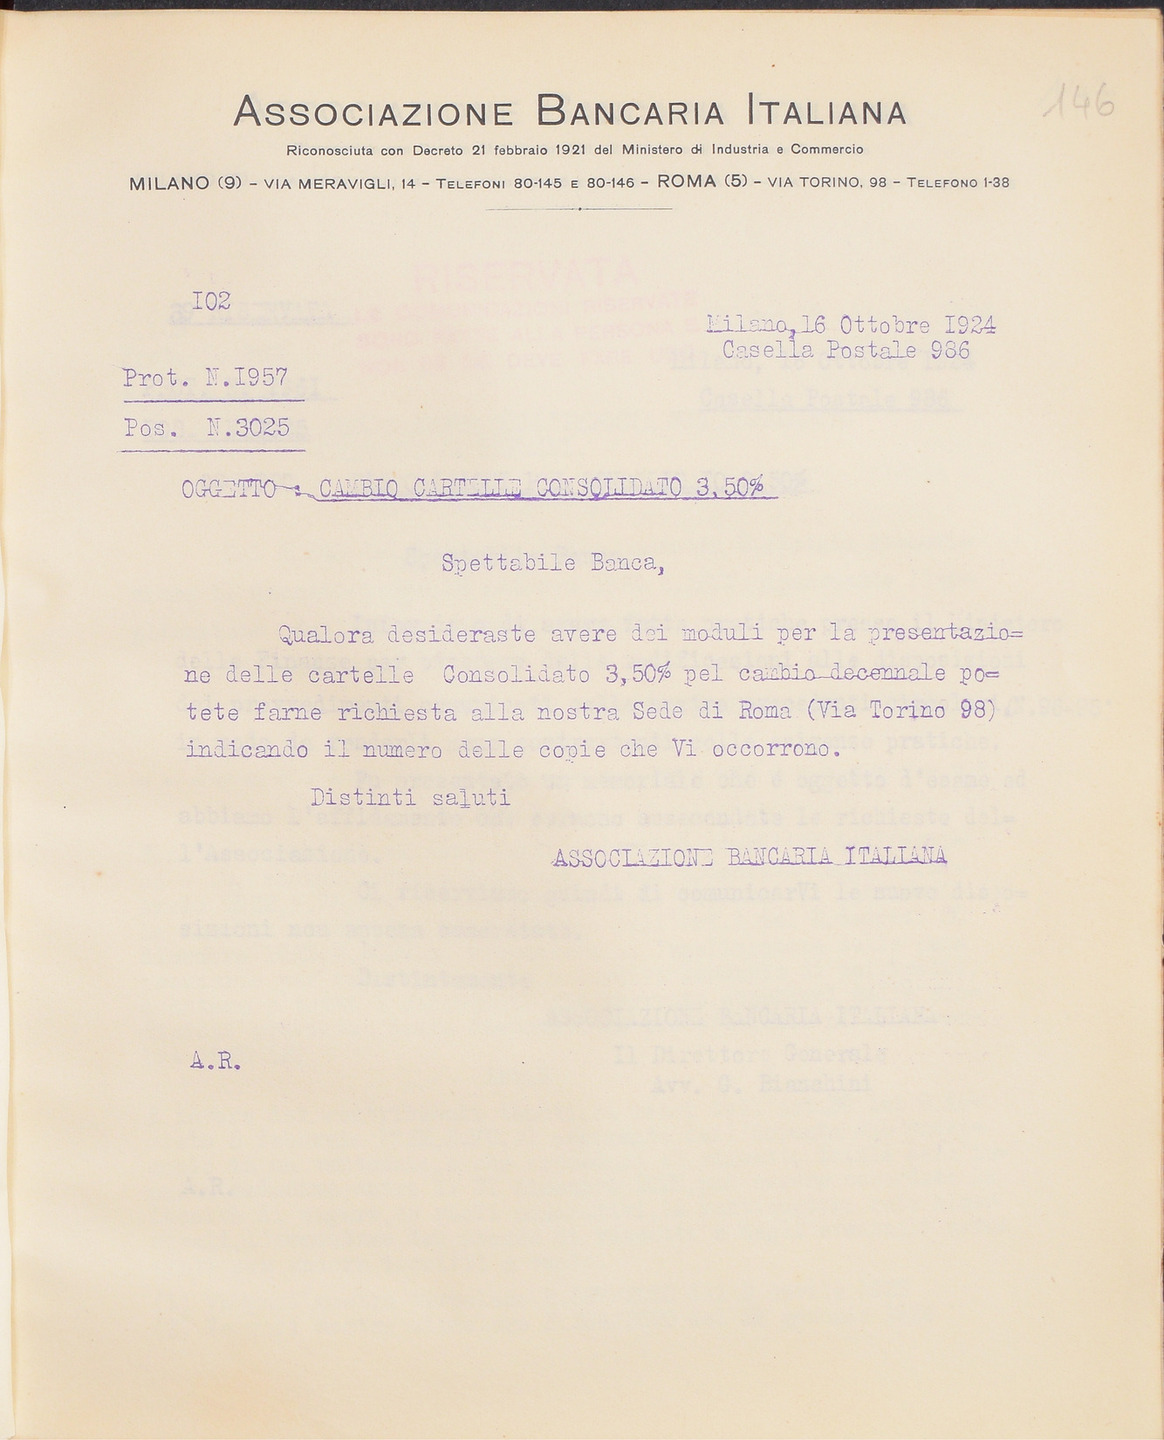 146
ASSOCIAZIONE BANCARIA ITALIANA
Riconosciuta con Decreto 21 febbraio 1921 del Ministero di Industria e Commercio
MILANO (9) – VIA MERAVIGLI, 14 – TELEFONI 80-145 E 80-146 – ROMA (5) – VIA TORINO, 98 – TELEFONO 1-38
RISERVATA
I02
Milano, 16 Ottobre I924
Casella Postale 986
Prot. N.I957
Pos. N.3025
OGGETTO : CAMBIO CARTELLE CONSOLIDATO 3,50%
Spettabile Banca,
Qualora desideraste avere dei moduli per la presentazio=
ne delle cartelle Consolidato 3,50% pel cambio decennale po=
tete farne richiesta alla nostra Sede di Roma (Via Torino 98)
indicando il numero delle copie che Vi occorrono.
Distinti saluti
ASSOCIAZIONE BANCARIA ITALIANA
A.R.